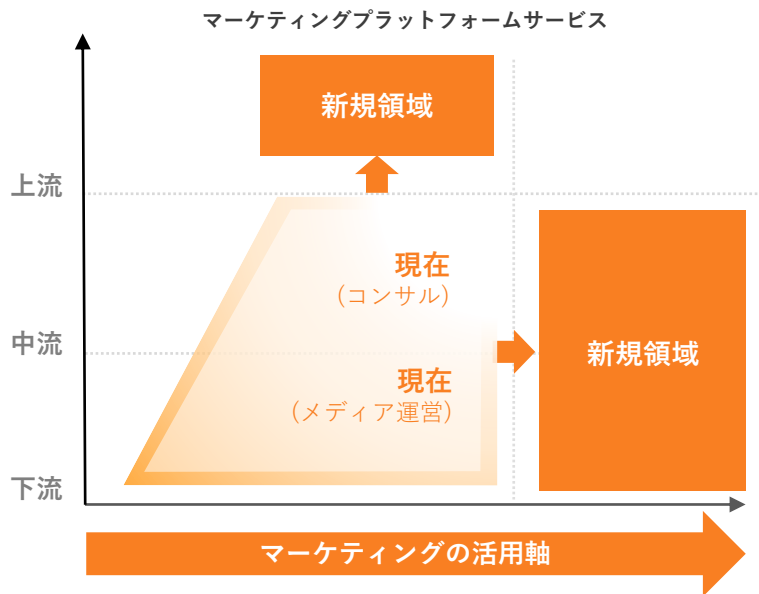 マーケティングプラットフォームサービス
新規領域
上流
現在
(コンサル)
中流
新規領域
現在
(メディア運営)
下流
マーケティングの活用軸